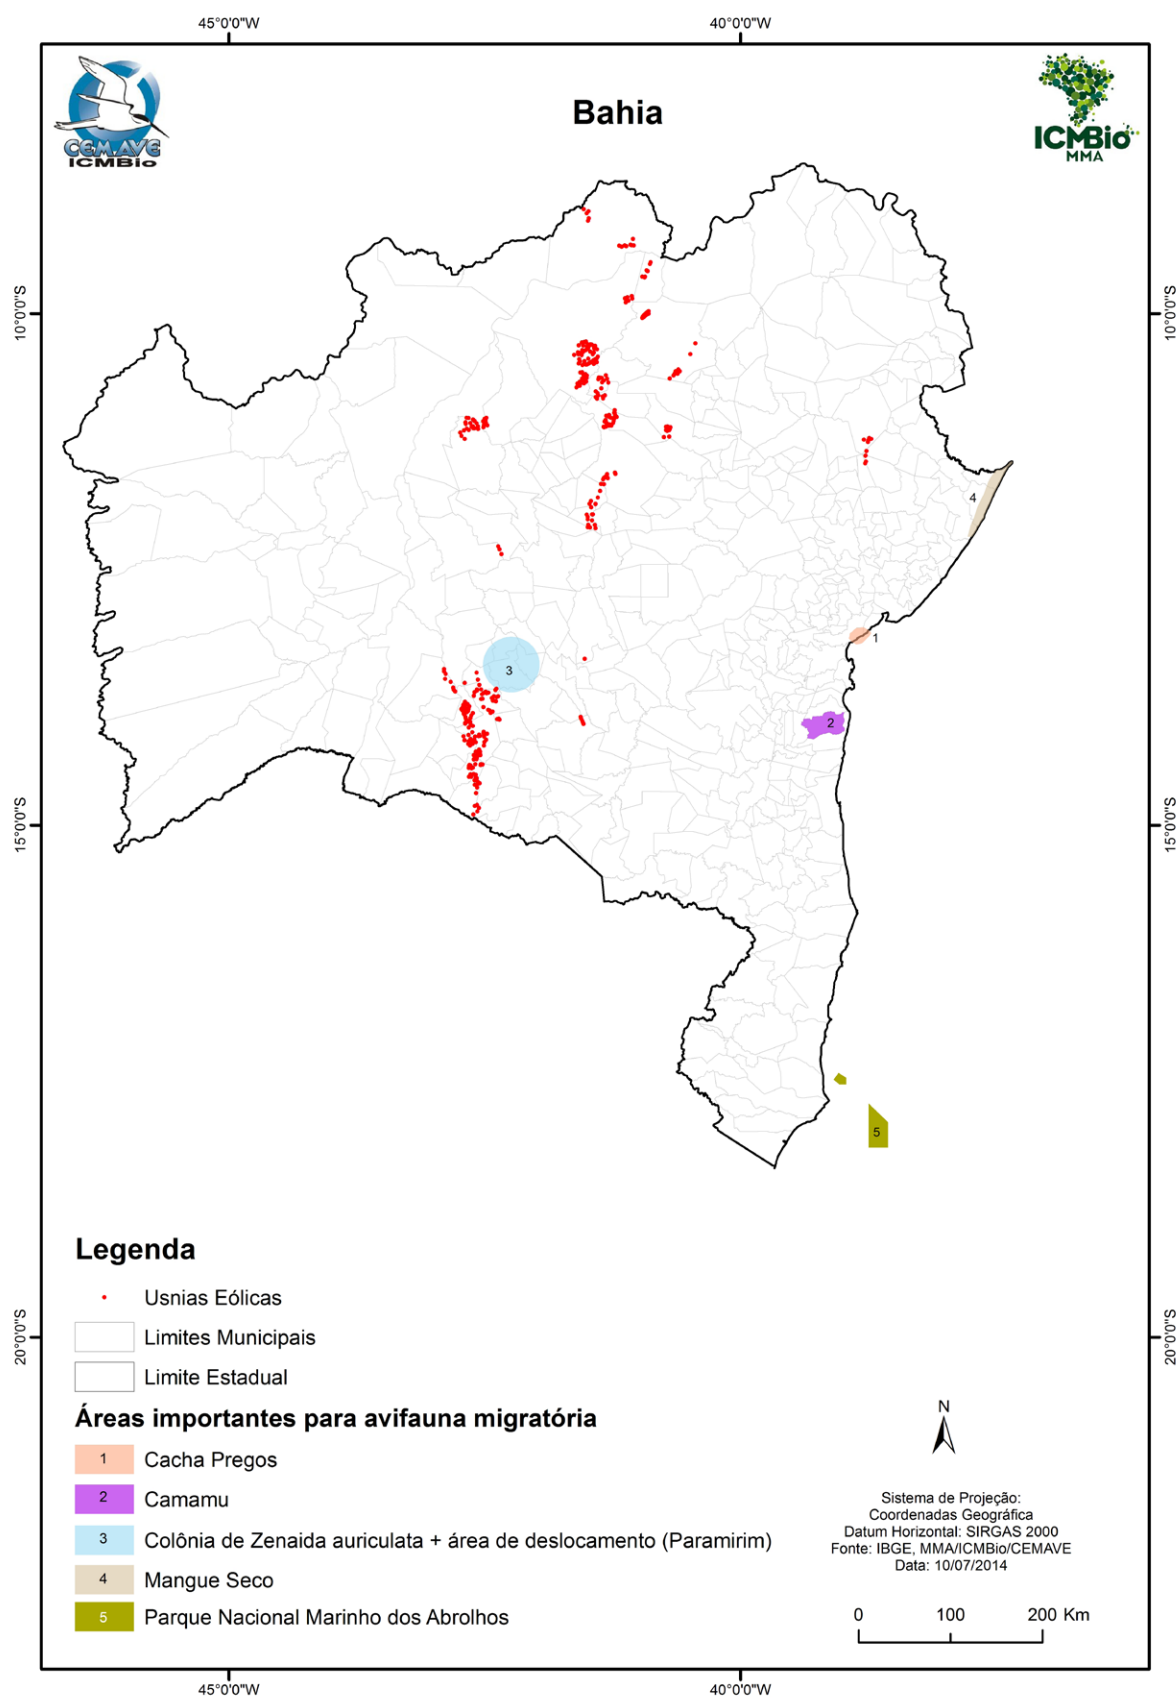 45°0'0"W 40°0'0"W
CEMAVE
ICMBio
Bahia
ICMBio
MMA
10°0'0"S 10°0'0"S
4
1
3
2
15°0'0"S 15°0'0"S
5
Legenda
Usnias Eólicas
Limites Municipais
20°0'0"S 20°0'0"S
Limite Estadual
Áreas importantes para avifauna migratória
1 Cacha Pregos
2 Camamu
3 Colônia de Zenaida auriculata + área de deslocamento (Paramirim)
4 Mangue Seco
5 Parque Nacional Marinho dos Abrolhos
N
Sistema de Projeção:
Coordenadas Geográfica
Datum Horizontal: SIRGAS 2000
Fonte: IBGE, MMA/ICMBio/CEMAVE
Data: 10/07/2014
0 100 200 Km
45°0'0"W 40°0'0"W